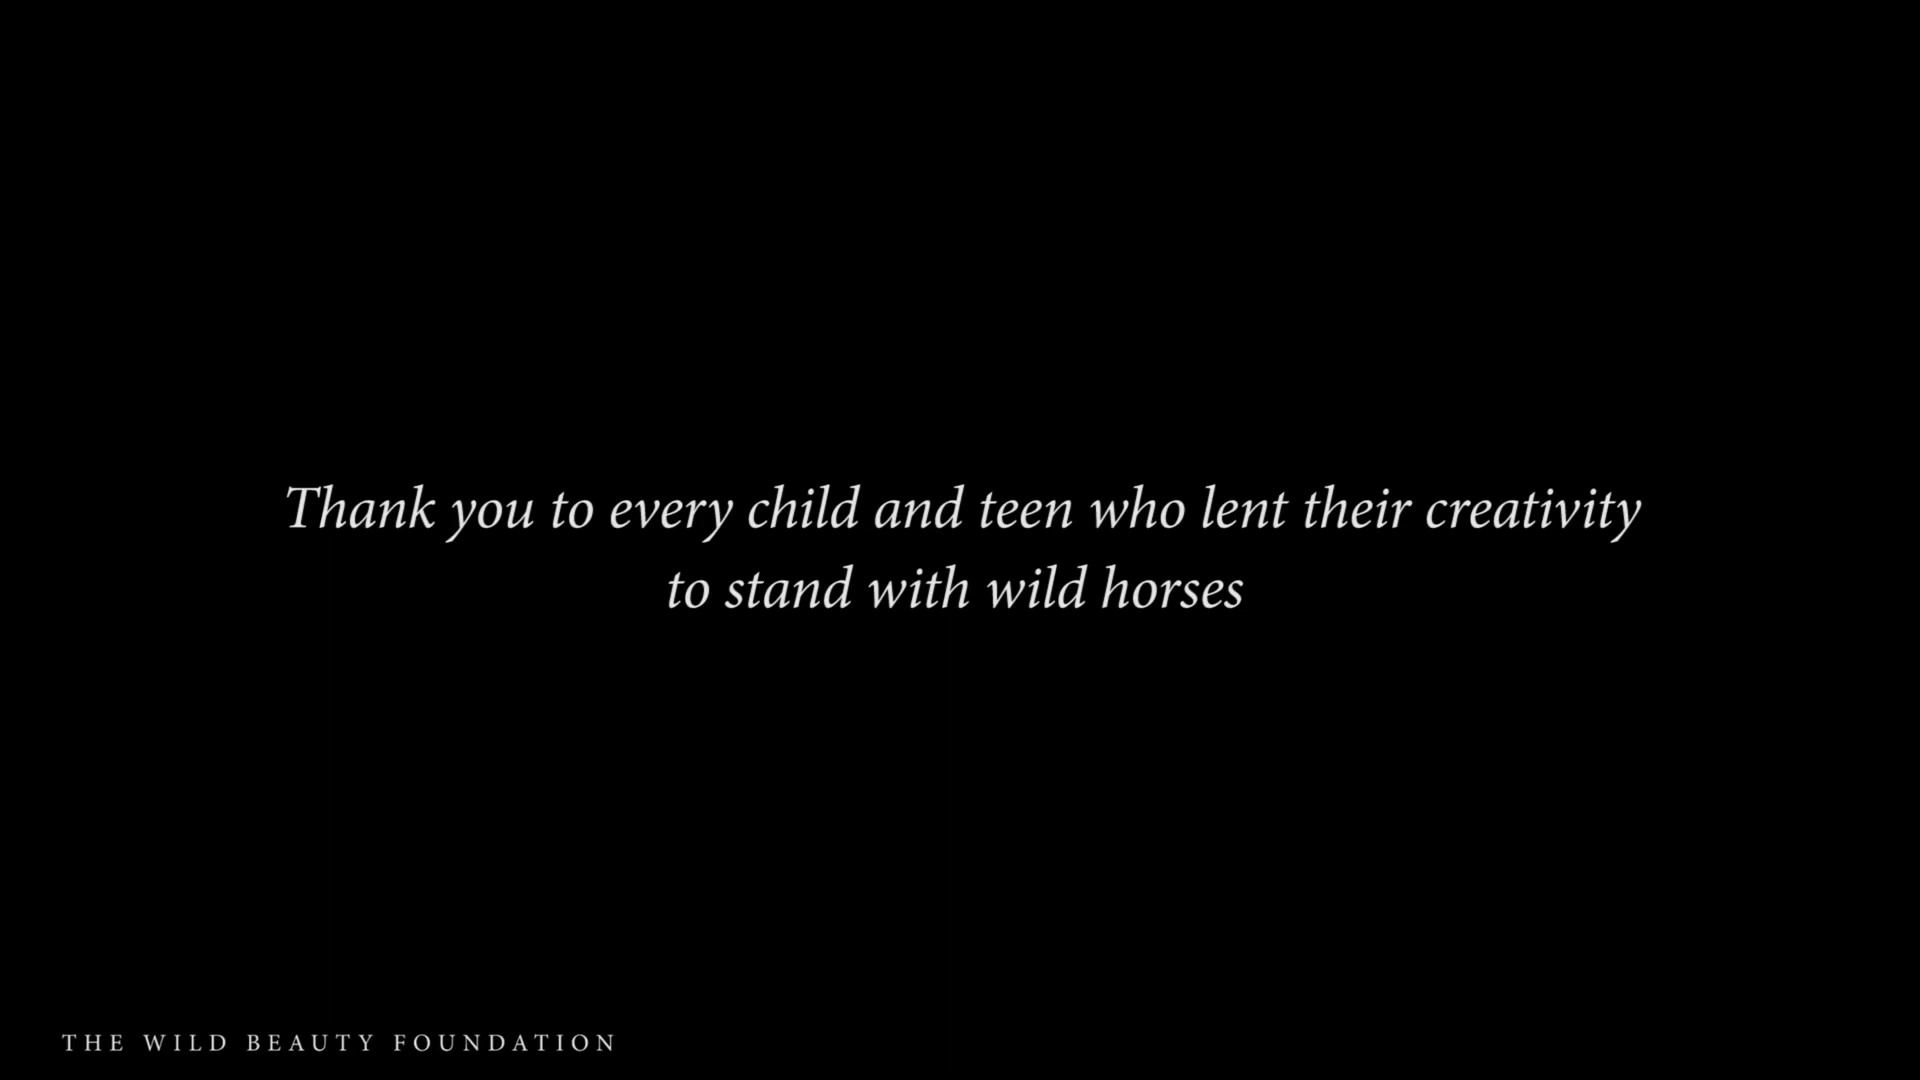 Thank you to every child and teen who lent their creativity
to stand with wild horses
THE WILD BEAUTY FOUNDATION